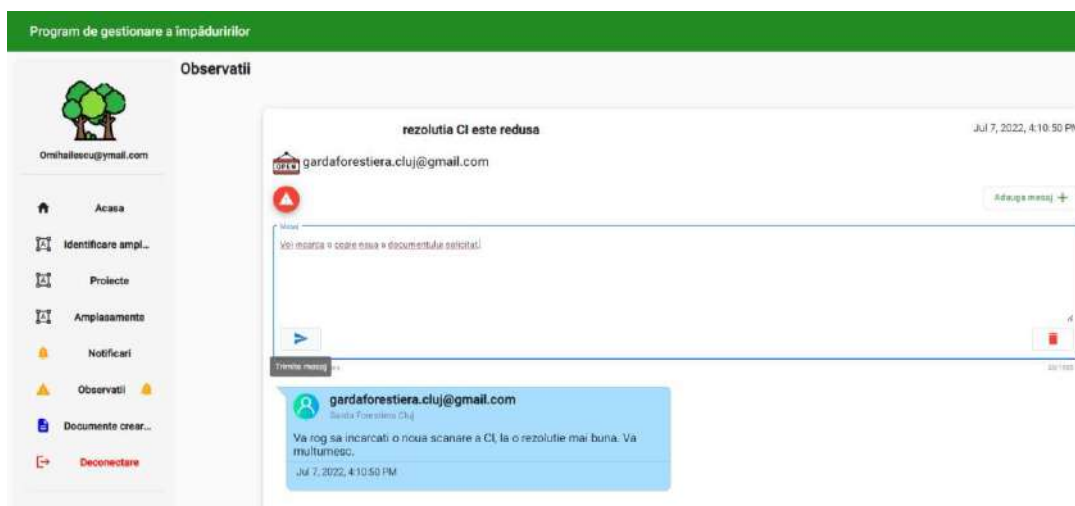 Program de gestionare a împăduririlor
Observatii
rezolutia CI este redusa
Jul 7, 2022, 4:10:50 PM
Omihailescu@ymail.com
OPEN
gardaforestiera.cluj@gmail.com
Adauga mesaj +
Acasa
Identificare ampl...
Proiecte
Amplasamente
Notificari
Observatii
Documente crear...
Deconectare
Mesaj
Voi incarca o copie noua a documentului solicitat.
Trimite mesaj
gardaforestiera.cluj@gmail.com
Garda Forestiera Cluj
Va rog sa incarcati o noua scanare a CI, la o rezolutie mai buna. Va
multumesc.
Jul 7, 2022, 4:10:50 PM